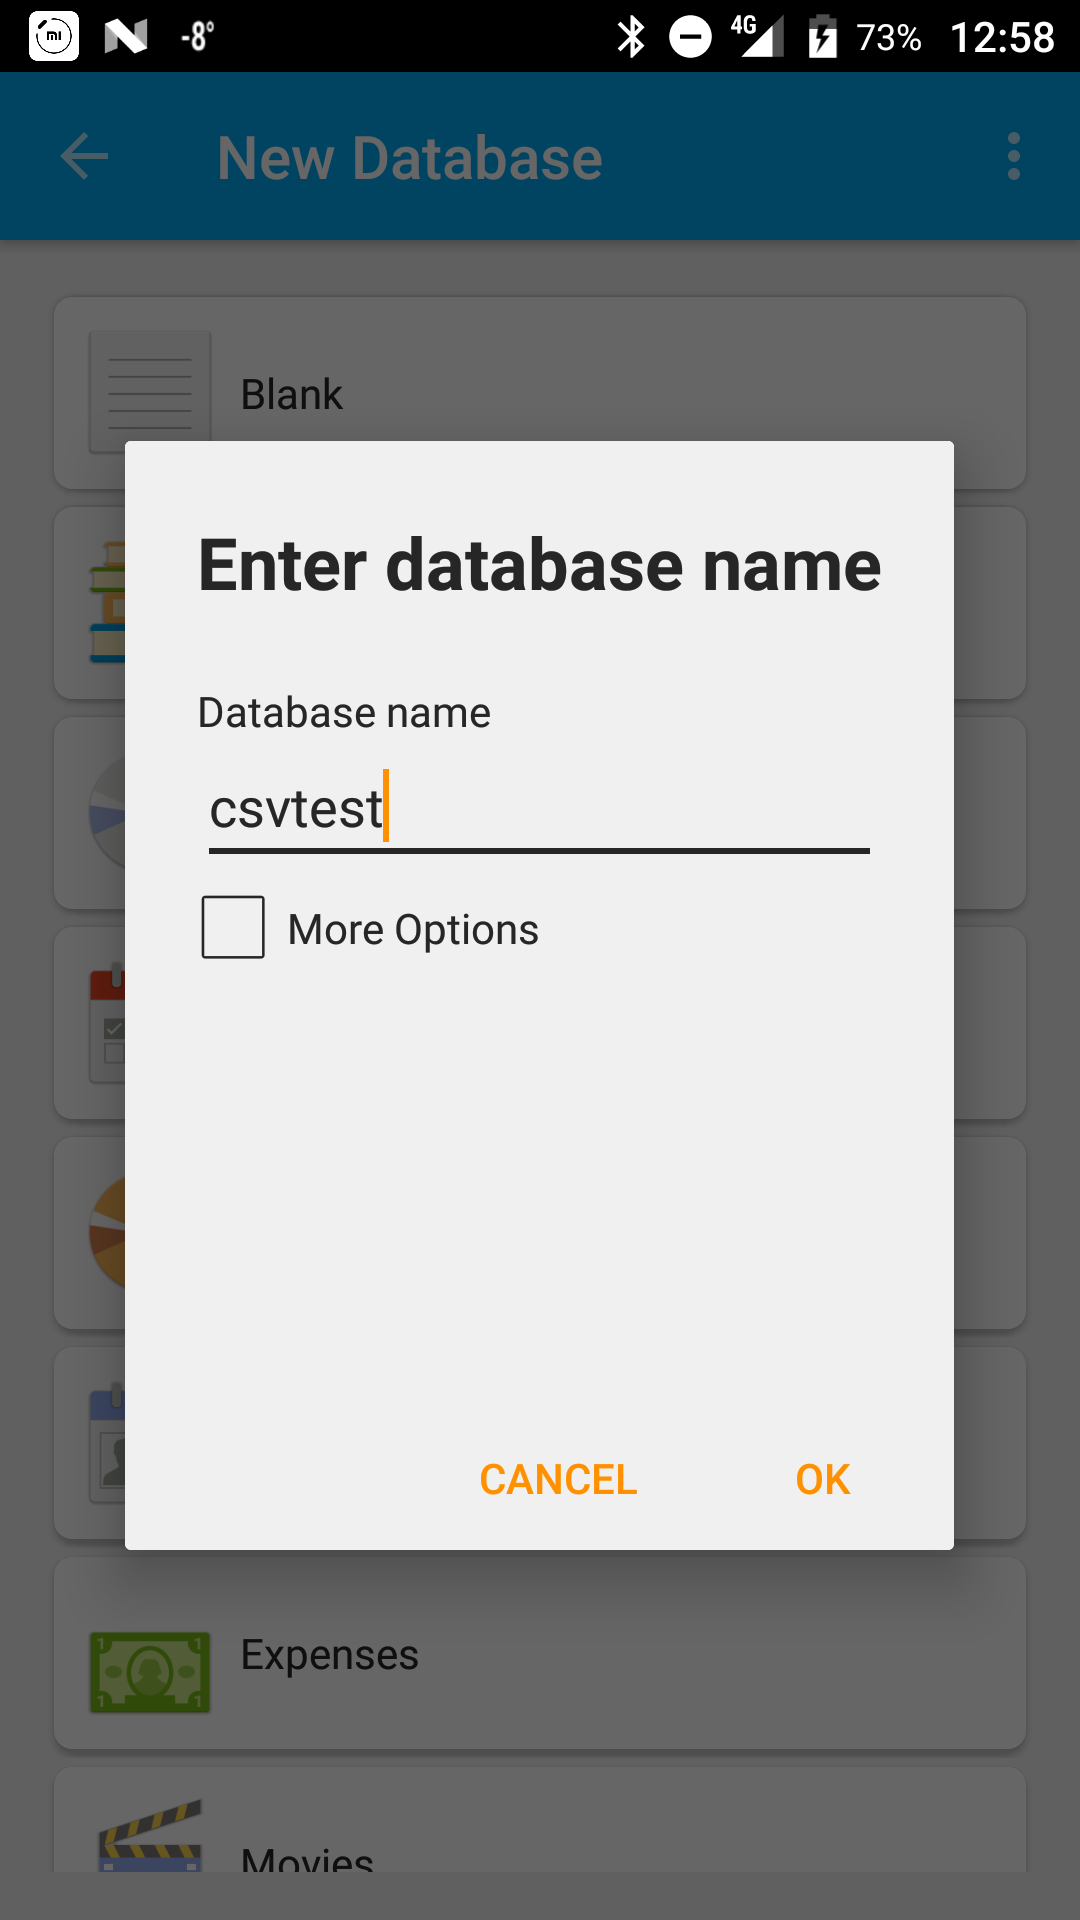 -8° 4G 73% 12:58
New Database
Blank
Enter database name
Database name
csvtest
More Options
CANCEL OK
Expenses
Movies